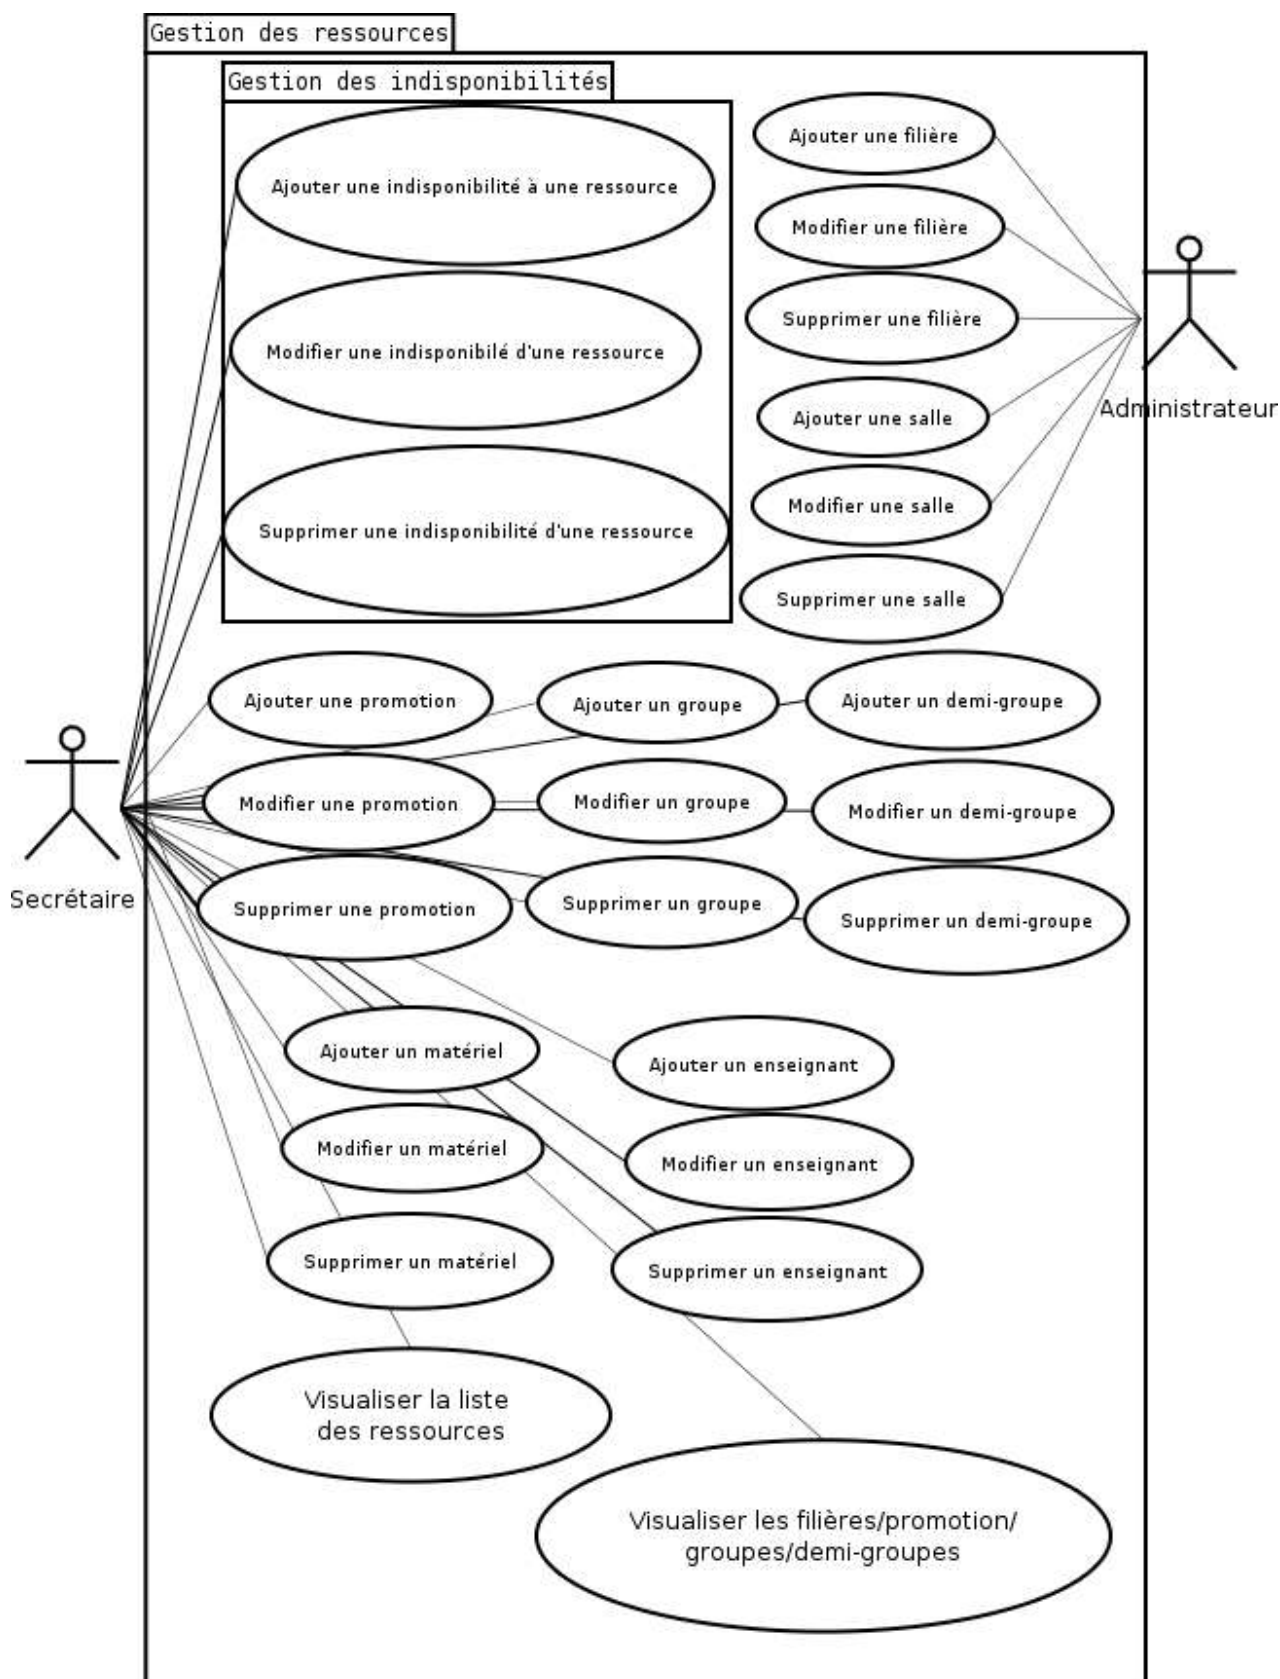 Gestion des ressources
Gestion des indisponibilités
Ajouter une indisponibilité à une ressource
Modifier une indisponibilé d'une ressource
Supprimer une indisponibilité d'une ressource
Ajouter une filière
Modifier une filière
Supprimer une filière
Ajouter une salle
Modifier une salle
Supprimer une salle
Administrateur
Ajouter une promotion
Ajouter un groupe
Ajouter un demi-groupe
Modifier une promotion
Modifier un groupe
Modifier un demi-groupe
Secrétaire
Supprimer une promotion
Supprimer un groupe
Supprimer un demi-groupe
Ajouter un matériel
Ajouter un enseignant
Modifier un matériel
Modifier un enseignant
Supprimer un matériel
Supprimer un enseignant
Visualiser la liste
des ressources
Visualiser les filières/promotion/
groupes/demi-groupes